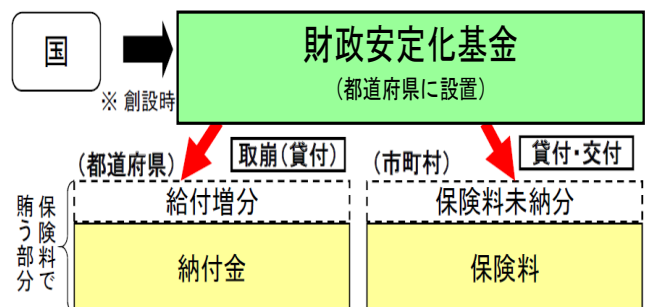 国
※ 創設時
財政安定化基金
(都道府県に設置)
(都道府県)
取崩(貸付)
(市町村)
貸付・交付
保険料で
賄う部分
給付増分
納付金
保険料未納分
保険料